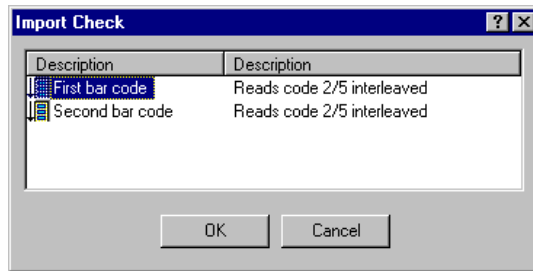 Import Check
Description Description
First bar code Reads code 2/5 interleaved
Second bar code Reads code 2/5 interleaved
OK Cancel